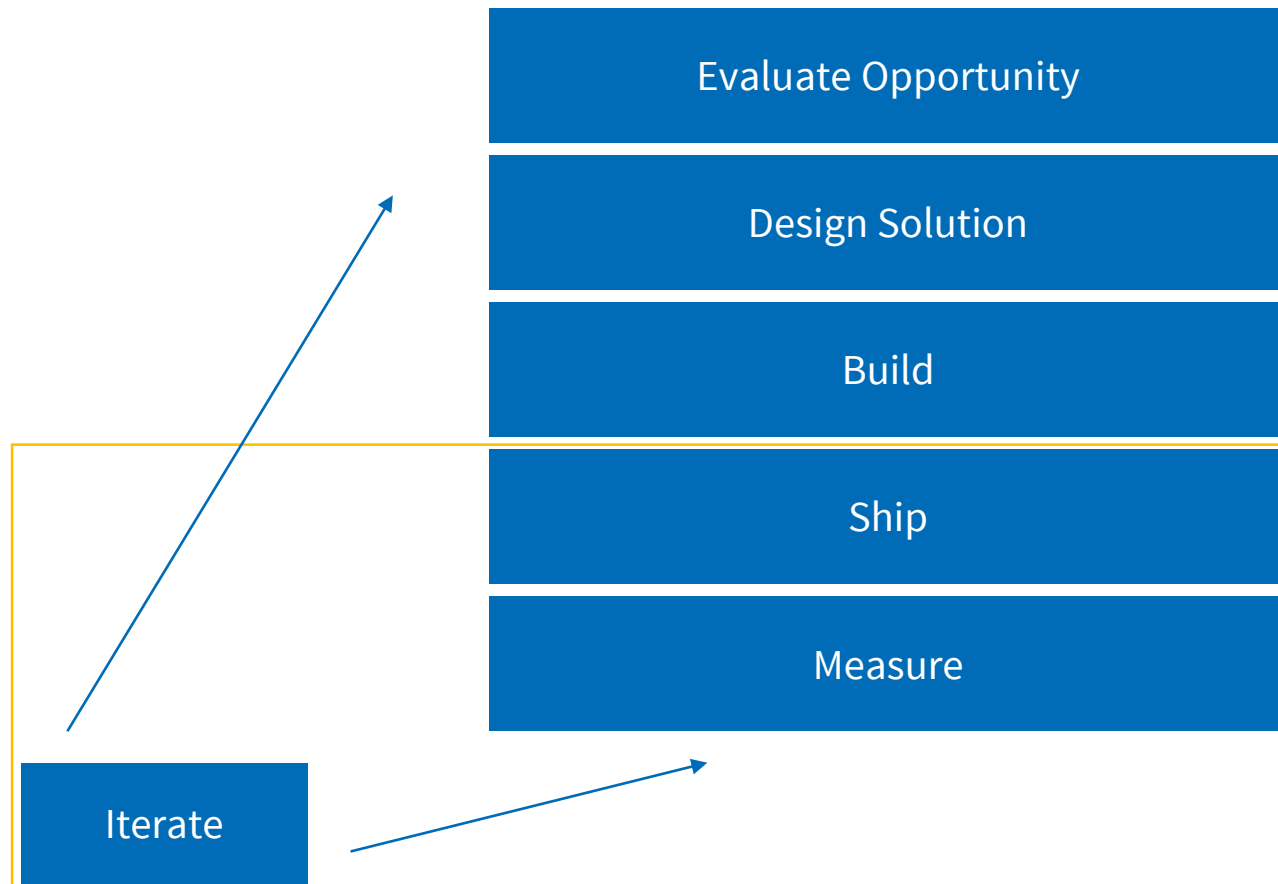 Evaluate Opportunity
Design Solution
Build
Ship
Measure
Iterate